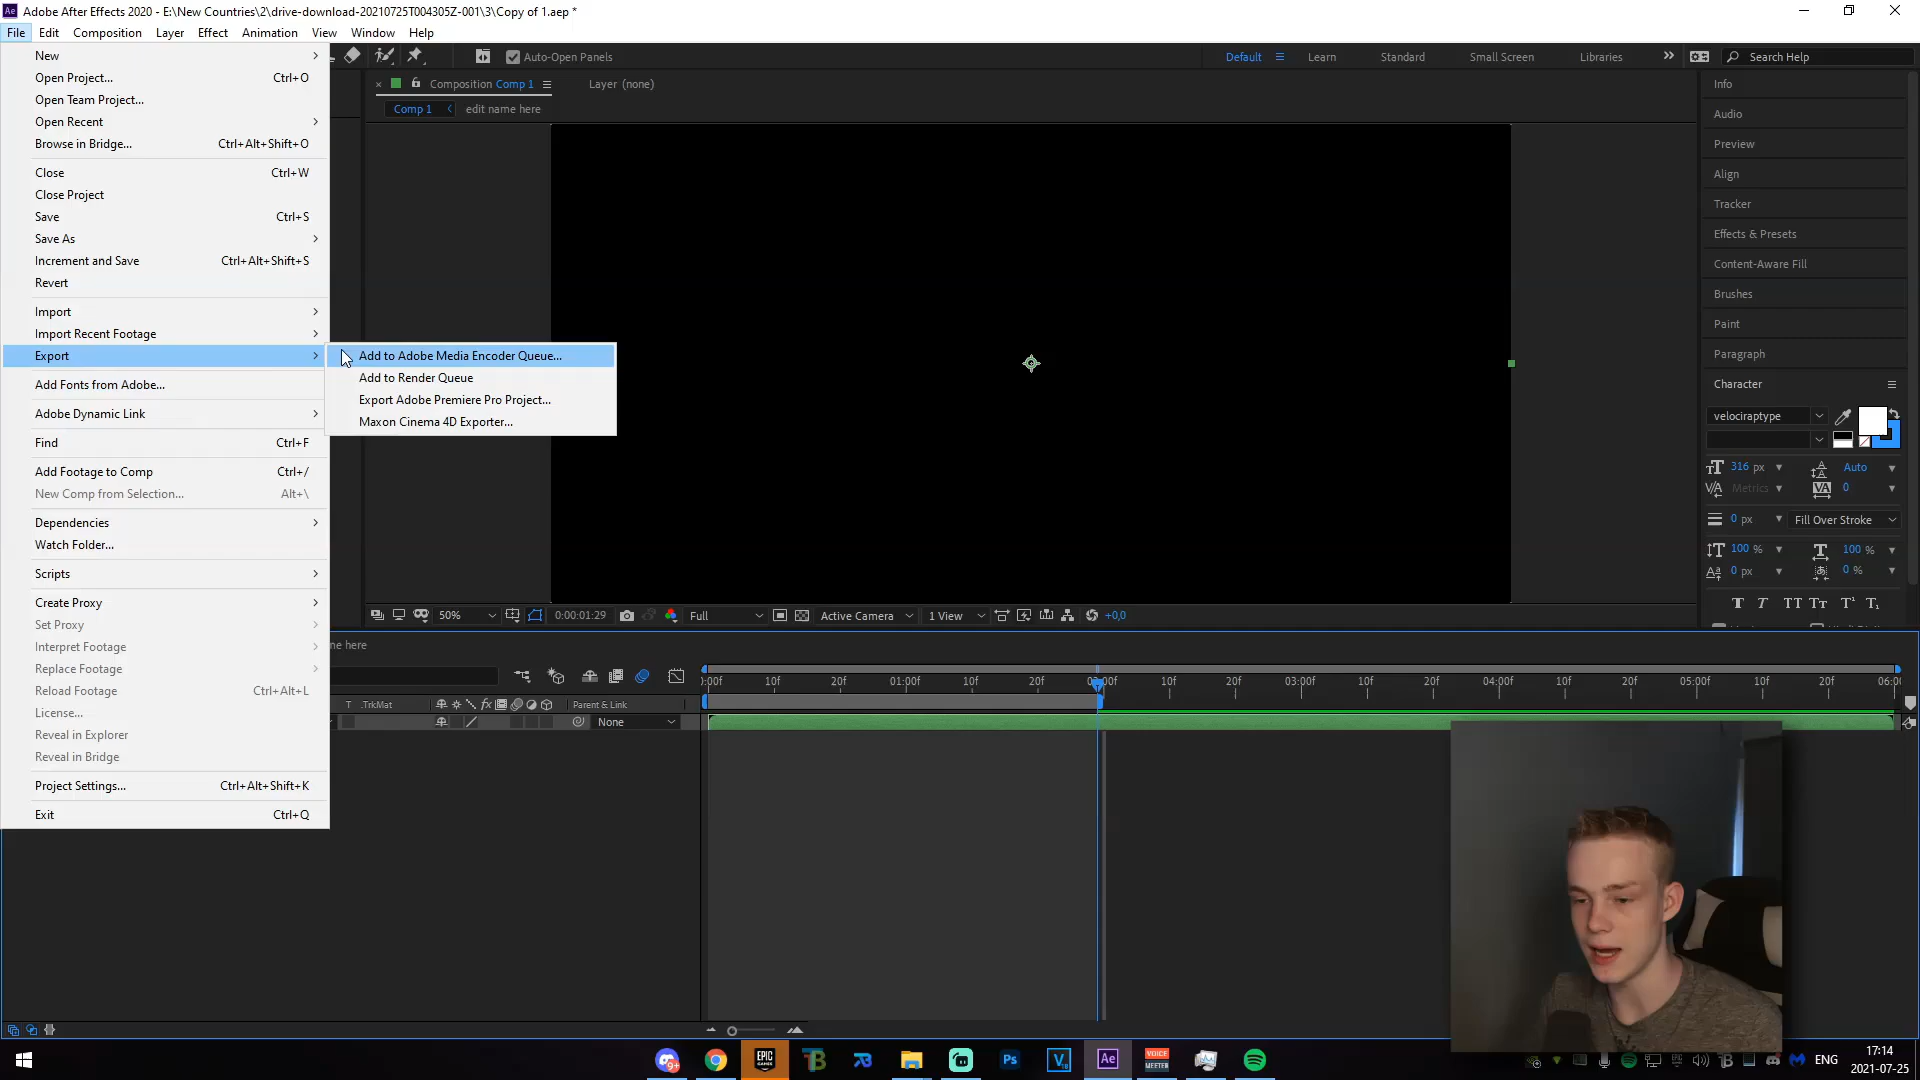 Adobe After Effects 2020 - E:\New Countries\2\drive-download-20210725T004305Z-001\3\Copy of 1.aep *
File Edit Composition Layer Effect Animation View Window Help
Auto-Open Panels
Default Learn Standard Small Screen Libraries Search Help
New
Open Project... Ctrl+O
Open Team Project...
Open Recent
Browse in Bridge... Ctrl+Alt+Shift+O
Close Ctrl+W
Close Project
Save Ctrl+S
Save As
Increment and Save Ctrl+Alt+Shift+S
Revert
Import
Import Recent Footage
Export
Add Fonts from Adobe...
Adobe Dynamic Link
Find Ctrl+F
Add Footage to Comp Ctrl+/
New Comp from Selection... Alt+\
Dependencies
Watch Folder...
Scripts
Create Proxy
Set Proxy
Interpret Footage
Replace Footage
Reload Footage Ctrl+Alt+L
License...
Reveal in Explorer
Reveal in Bridge
Project Settings... Ctrl+Alt+Shift+K
Exit Ctrl+Q
Add to Adobe Media Encoder Queue...
Add to Render Queue
Export Adobe Premiere Pro Project...
Maxon Cinema 4D Exporter...
Composition Comp 1 Layer (none)
Comp 1 edit name here
50% 0:00:01:29 Full Active Camera 1 View +0,0
Info
Audio
Preview
Align
Tracker
Effects & Presets
Content-Aware Fill
Brushes
Paint
Paragraph
Character
velociraptype
316 px Auto
Metrics 0
0 px Fill Over Stroke
100 % 100 %
0 px 0 %
T T TT Tt T¹ T₁
ne here
T .TrkMat Parent & Link
None
):00f 10f 20f 01:00f 10f 20f 02:00f 10f 20f 03:00f 10f 20f 04:00f 10f 20f 05:00f 10f 20f 06:0
Ps Ae VOICE MEETER
ENG 17:14
2021-07-25